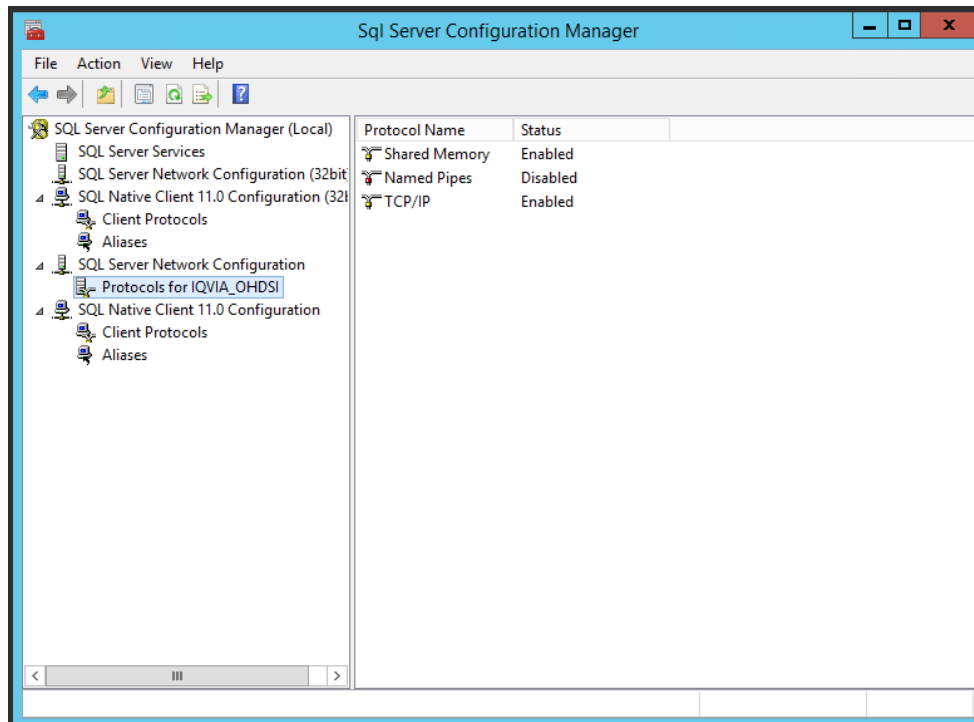 Sql Server Configuration Manager
File Action View Help
SQL Server Configuration Manager (Local)
SQL Server Services
SQL Server Network Configuration (32bit
SQL Native Client 11.0 Configuration (32b
Client Protocols
Aliases
SQL Server Network Configuration
Protocols for IQVIA_OHDSI
SQL Native Client 11.0 Configuration
Client Protocols
Aliases
Protocol Name Status
Shared Memory Enabled
Named Pipes Disabled
TCP/IP Enabled